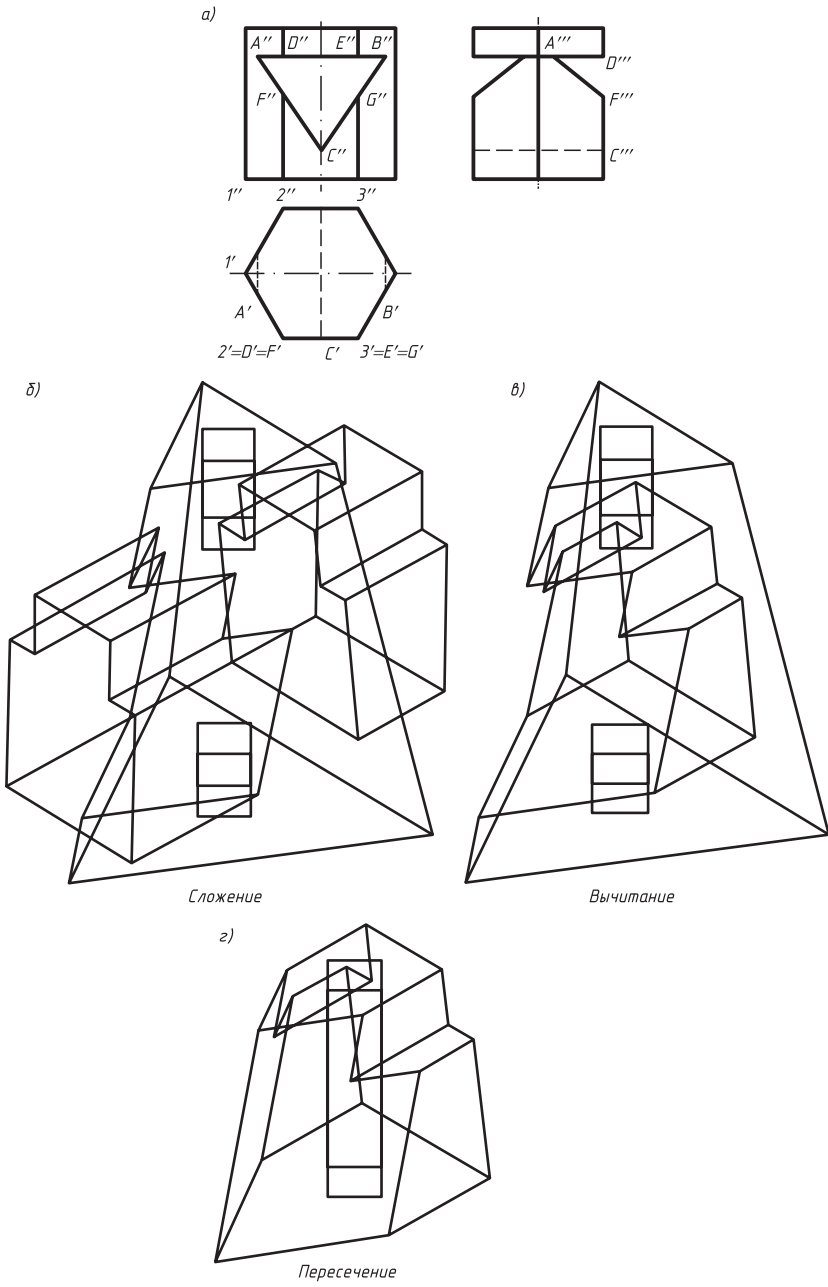 а)
A'' D'' E'' B'' A'''
D'''
F'' G'' F'''
C'' C'''
1'' 2'' 3''
1'
A' B'
2'=D'=F' C' 3'=E'=G'
б) в)
Сложение Вычитание
г)
Пересечение